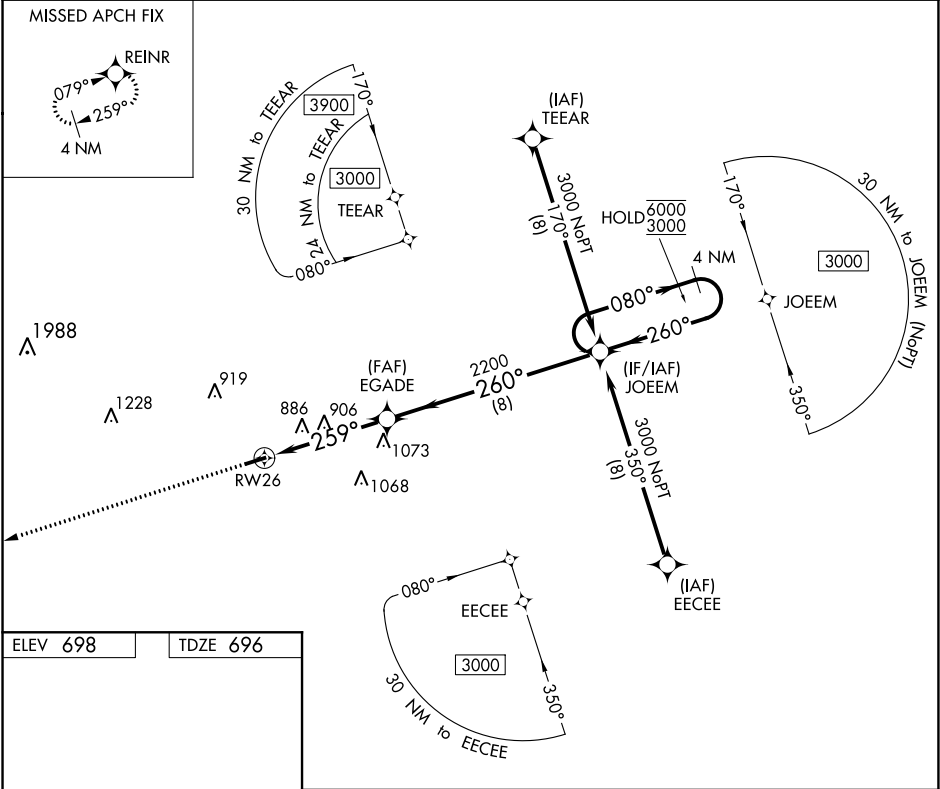 MISSED APCH FIX
REINR
079°
259°
4 NM
30 NM to TEEAR
3900
170°
24 NM to TEEAR
3000
TEEAR
080°
(IAF)
TEEAR
3000 NoPT
170°
(8)
HOLD 6000
3000
4 NM
080°
260°
170°
30 NM to JOEEM (NoPT)
3000
JOEEM
350°
1988
1228
919
886
906
(FAF)
EGADE
2200
260°
(8)
(IF/IAF)
JOEEM
259°
1073
1068
RW26
3000 NoPT
350°
(8)
(IAF)
EECEE
080°
EECEE
3000
350°
30 NM to EECEE
ELEV 698
TDZE 696